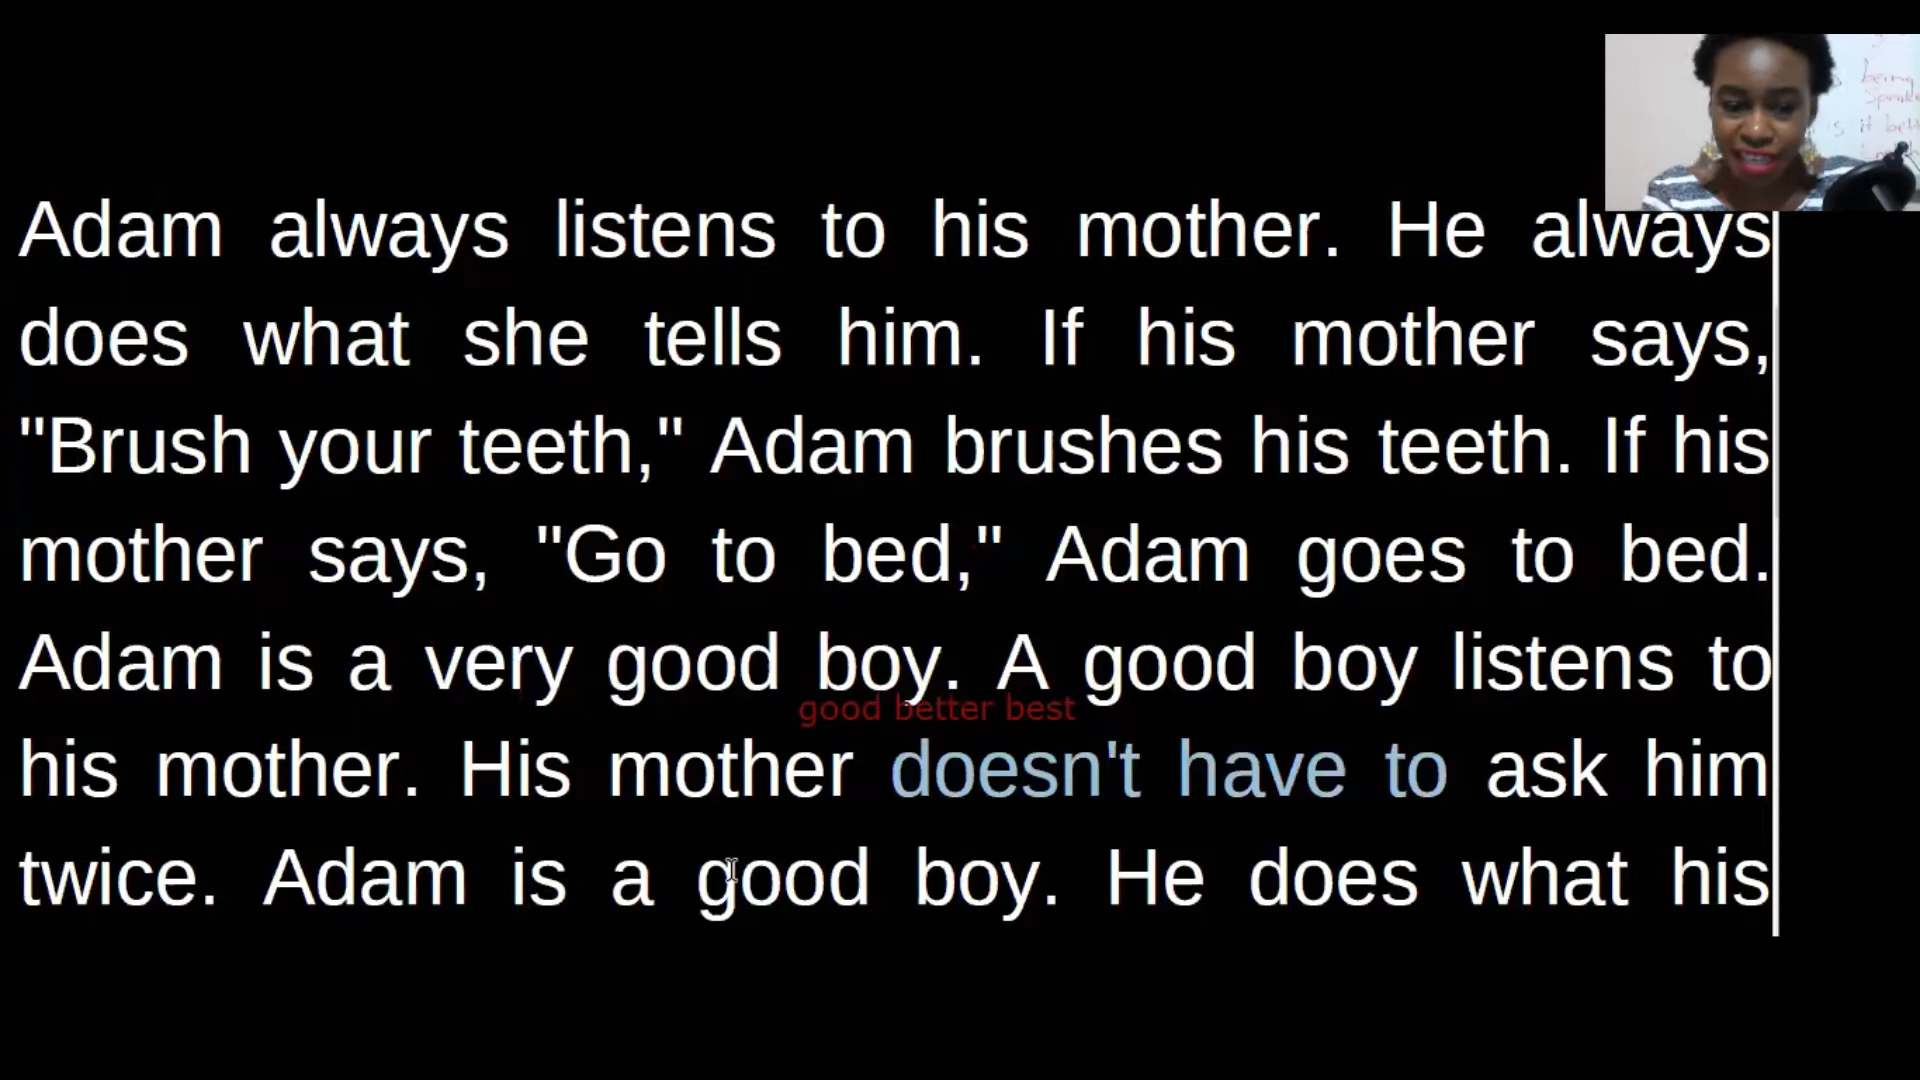 being
Adam always listens to his mother. He always
does what she tells him. If his mother says,
"Brush your teeth," Adam brushes his teeth. If his
mother says, "Go to bed," Adam goes to bed.
Adam is a very good boy. A good boy listens to
good better best
his mother. His mother doesn't have to ask him
twice. Adam is a good boy. He does what his